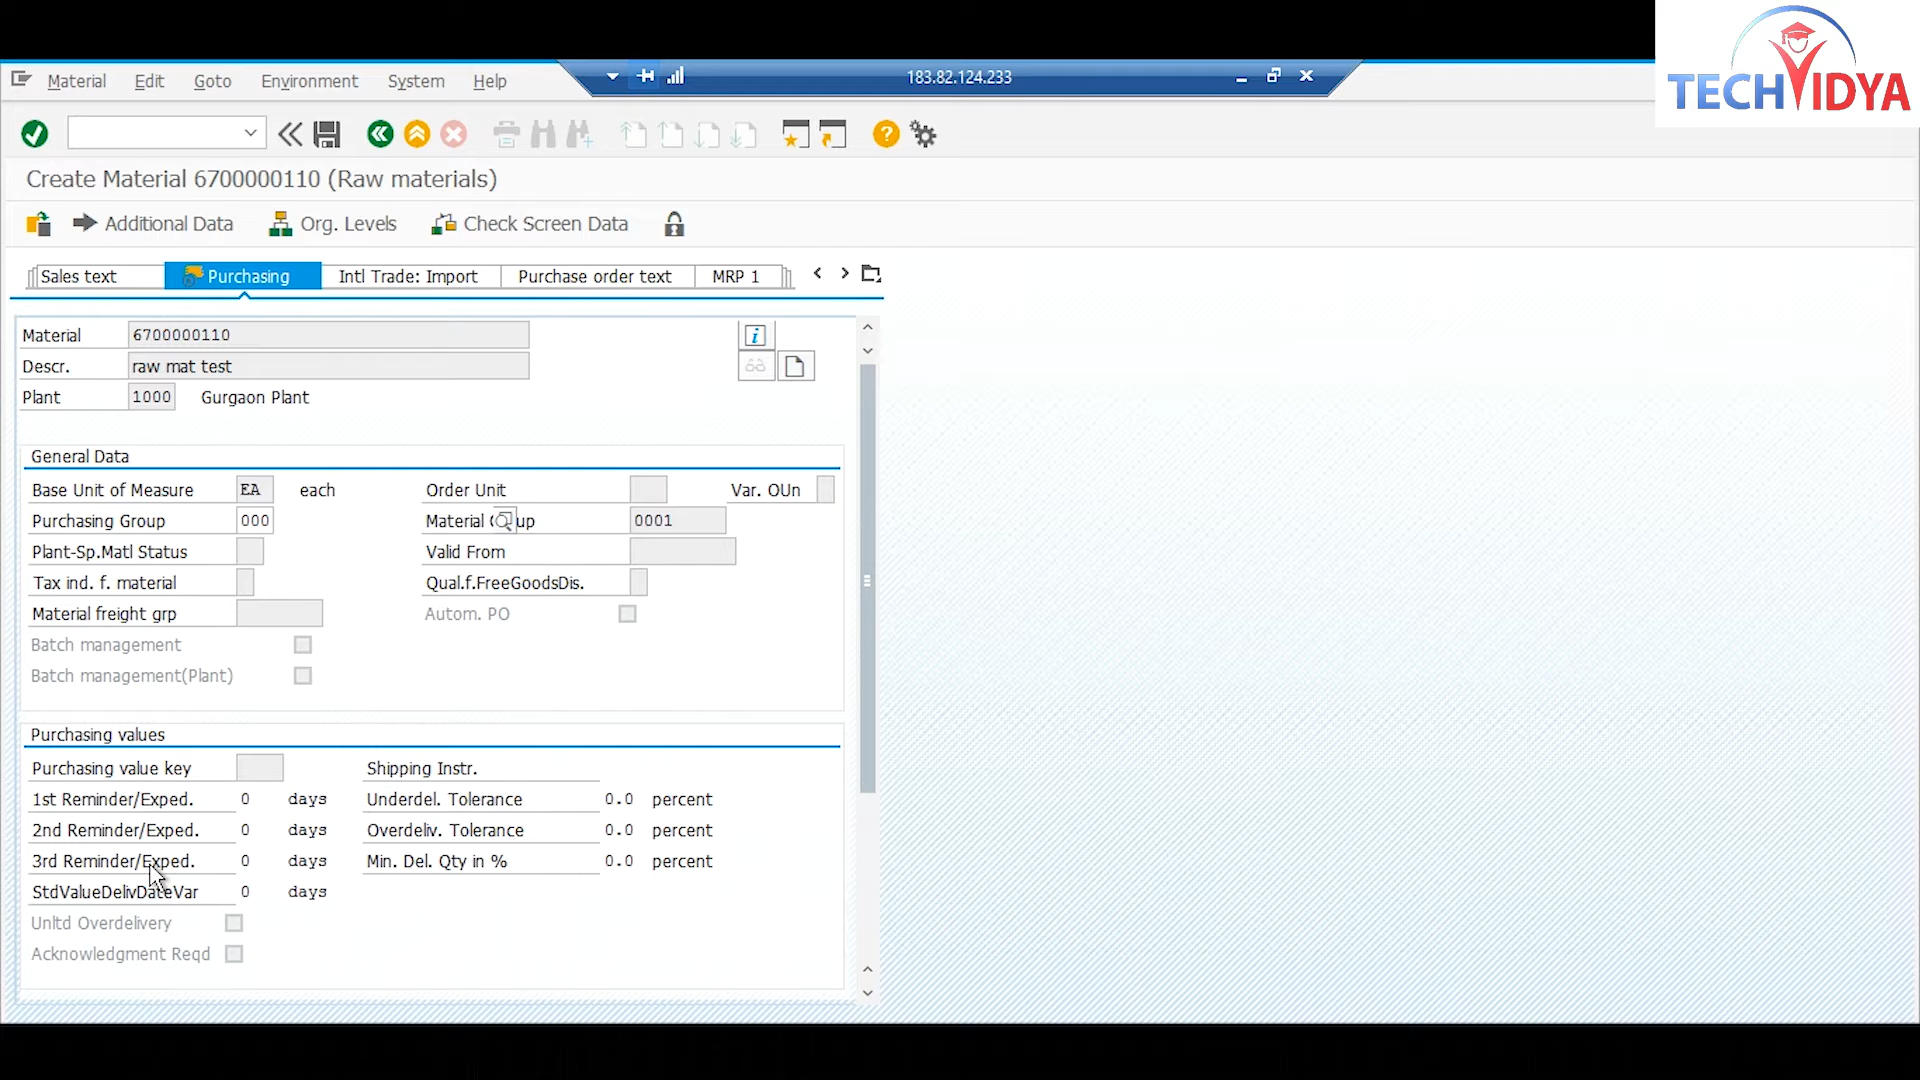 TECHVIDYA
183.82.124.233
Material Edit Goto Environment System Help
Create Material 6700000110 (Raw materials)
Additional Data Org. Levels Check Screen Data
Sales text Purchasing Intl Trade: Import Purchase order text MRP 1
Material 6700000110
Descr. raw mat test
Plant 1000 Gurgaon Plant
General Data
Base Unit of Measure EA each Order Unit Var. OUn
Purchasing Group 000 Material up 0001
Plant-Sp.Matl Status Valid From
Tax ind. f. material Qual.f.FreeGoodsDis.
Material freight grp Autom. PO
Batch management
Batch management(Plant)
Purchasing values
Purchasing value key Shipping Instr.
1st Reminder/Exped. 0 days Underdel. Tolerance 0.0 percent
2nd Reminder/Exped. 0 days Overdeliv. Tolerance 0.0 percent
3rd Reminder/Exped. 0 days Min. Del. Qty in % 0.0 percent
StdValueDelivDateVar 0 days
Unltd Overdelivery
Acknowledgment Reqd